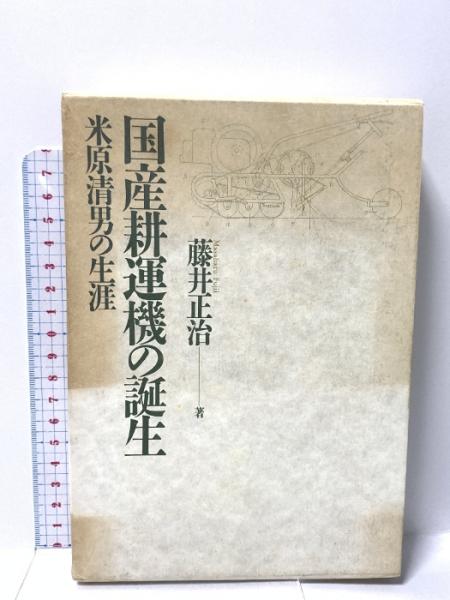 国産耕運機の誕生
米原清男の生涯
藤井正治
著